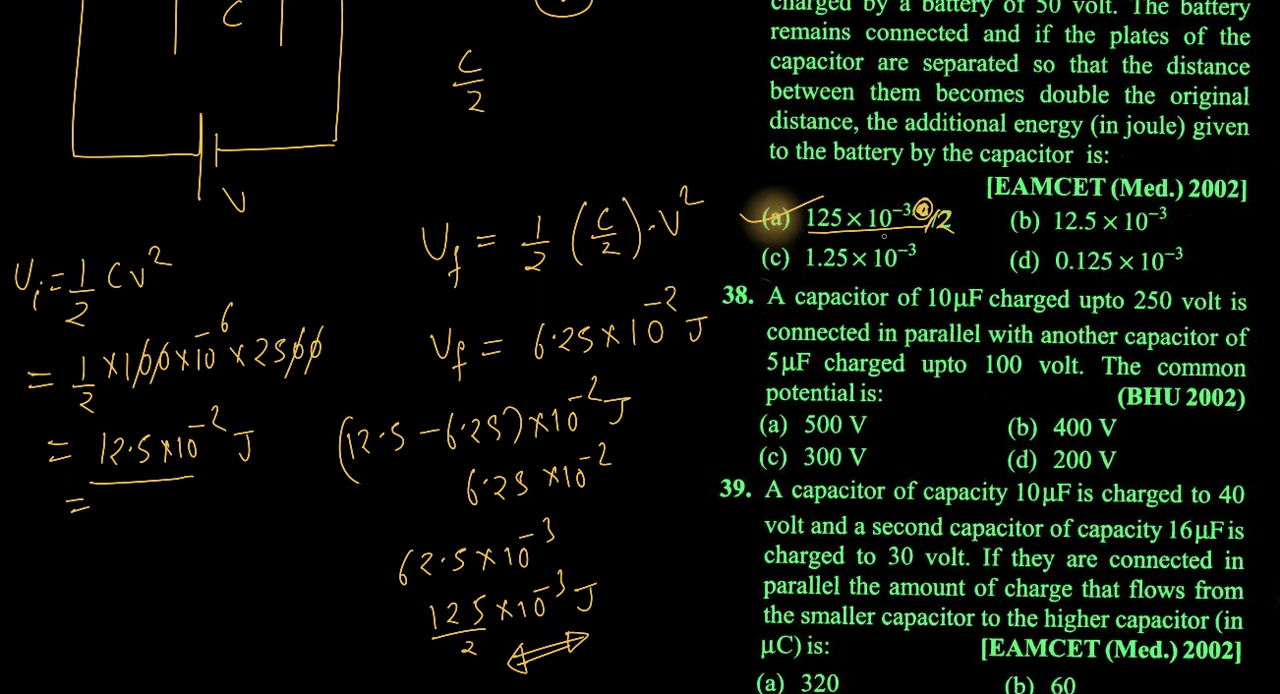 C
V
C/2
Ui = 1/2 CV²
= 1/2 × 100 × 10⁻⁶ × 2500
= 12.5 × 10⁻² J
=
Uf = 1/2 (C/2) . V²
Uf = 6.25 × 10⁻² J
(12.5 – 6.25) × 10⁻² J
6.25 × 10⁻²
62.5 × 10⁻³
125/2 × 10⁻³ J
charged by a battery of 50 volt. The battery
remains connected and if the plates of the
capacitor are separated so that the distance
between them becomes double the original
distance, the additional energy (in joule) given
to the battery by the capacitor is:
[EAMCET (Med.) 2002]
(a) 125 × 10⁻³ /2 (b) 12.5 × 10⁻³
(c) 1.25 × 10⁻³ (d) 0.125 × 10⁻³
38. A capacitor of 10μF charged upto 250 volt is
connected in parallel with another capacitor of
5μF charged upto 100 volt. The common
potential is: (BHU 2002)
(a) 500 V (b) 400 V
(c) 300 V (d) 200 V
39. A capacitor of capacity 10μF is charged to 40
volt and a second capacitor of capacity 16μF is
charged to 30 volt. If they are connected in
parallel the amount of charge that flows from
the smaller capacitor to the higher capacitor (in
μC) is: [EAMCET (Med.) 2002]
(a) 320 (b) 60